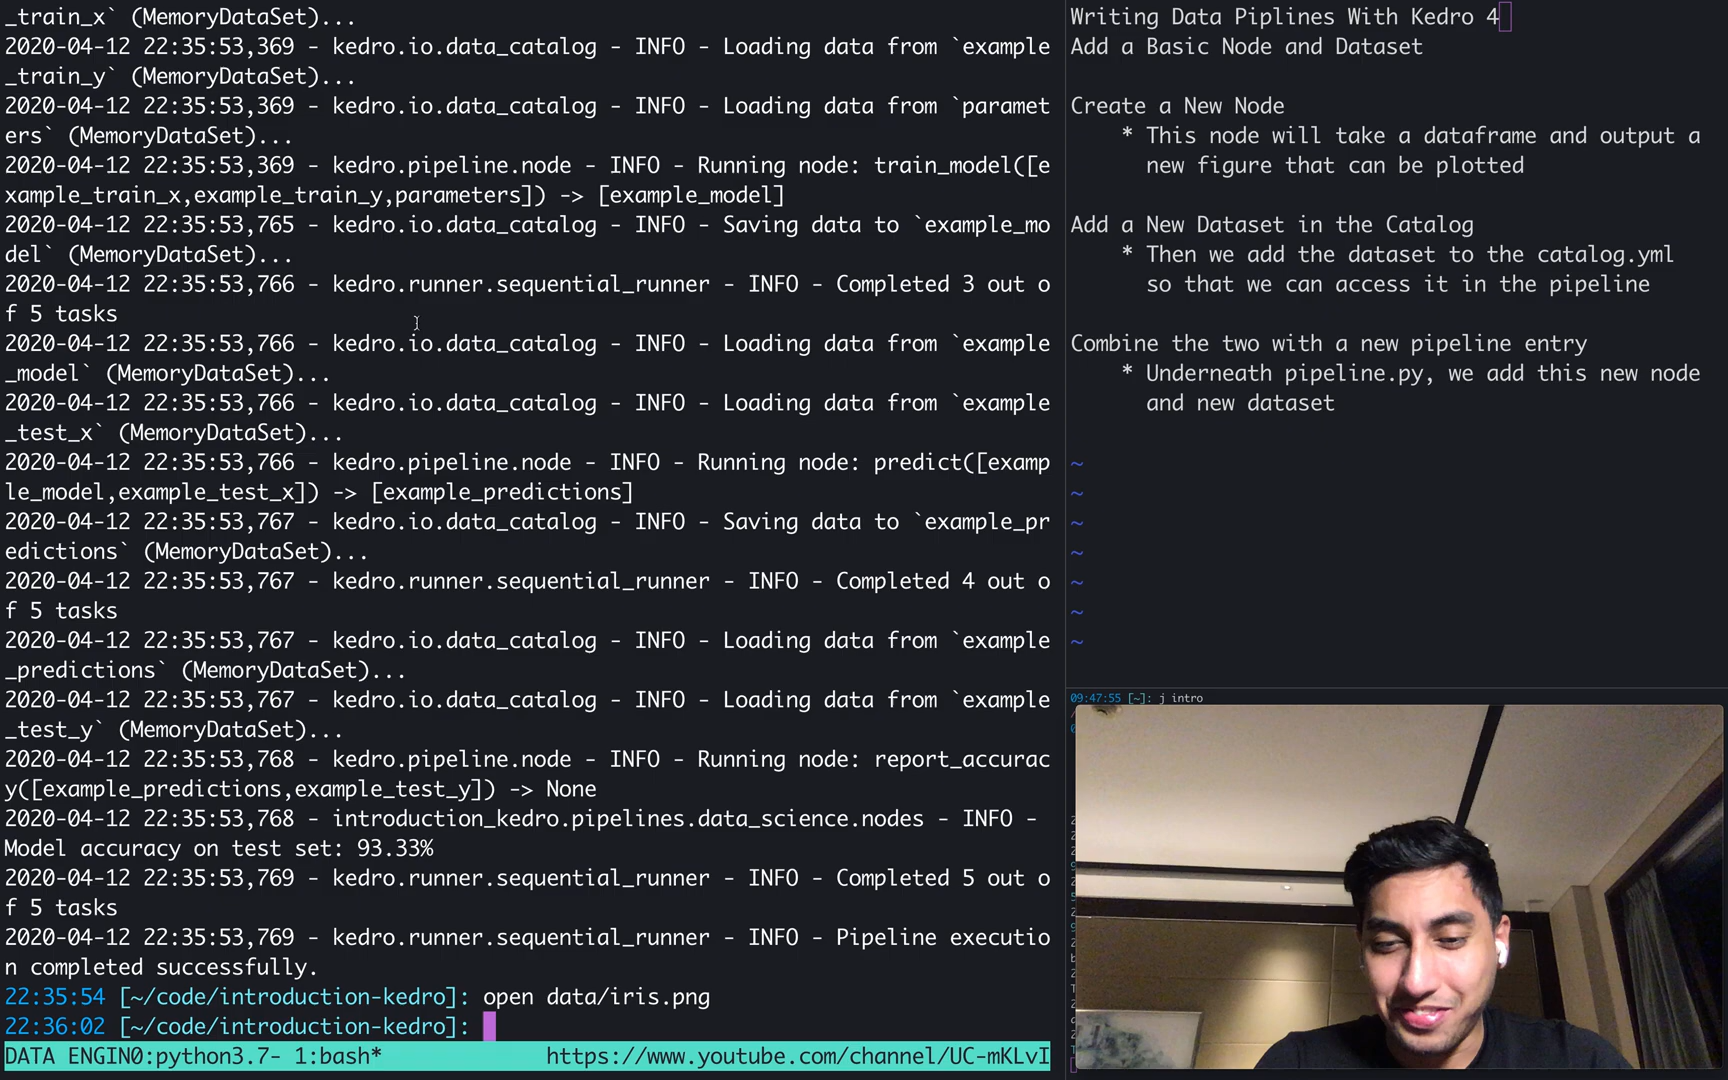 _train_x` (MemoryDataSet)...
2020-04-12 22:35:53,369 - kedro.io.data_catalog - INFO - Loading data from `example
_train_y` (MemoryDataSet)...
2020-04-12 22:35:53,369 - kedro.io.data_catalog - INFO - Loading data from `paramet
ers` (MemoryDataSet)...
2020-04-12 22:35:53,369 - kedro.pipeline.node - INFO - Running node: train_model([e
xample_train_x,example_train_y,parameters]) -> [example_model]
2020-04-12 22:35:53,765 - kedro.io.data_catalog - INFO - Saving data to `example_mo
del` (MemoryDataSet)...
2020-04-12 22:35:53,766 - kedro.runner.sequential_runner - INFO - Completed 3 out o
f 5 tasks
2020-04-12 22:35:53,766 - kedro.io.data_catalog - INFO - Loading data from `example
_model` (MemoryDataSet)...
2020-04-12 22:35:53,766 - kedro.io.data_catalog - INFO - Loading data from `example
_test_x` (MemoryDataSet)...
2020-04-12 22:35:53,766 - kedro.pipeline.node - INFO - Running node: predict([examp
le_model,example_test_x]) -> [example_predictions]
2020-04-12 22:35:53,767 - kedro.io.data_catalog - INFO - Saving data to `example_pr
edictions` (MemoryDataSet)...
2020-04-12 22:35:53,767 - kedro.runner.sequential_runner - INFO - Completed 4 out o
f 5 tasks
2020-04-12 22:35:53,767 - kedro.io.data_catalog - INFO - Loading data from `example
_predictions` (MemoryDataSet)...
2020-04-12 22:35:53,767 - kedro.io.data_catalog - INFO - Loading data from `example
_test_y` (MemoryDataSet)...
2020-04-12 22:35:53,768 - kedro.pipeline.node - INFO - Running node: report_accurac
y([example_predictions,example_test_y]) -> None
2020-04-12 22:35:53,768 - introduction_kedro.pipelines.data_science.nodes - INFO -
Model accuracy on test set: 93.33%
2020-04-12 22:35:53,769 - kedro.runner.sequential_runner - INFO - Completed 5 out o
f 5 tasks
2020-04-12 22:35:53,769 - kedro.runner.sequential_runner - INFO - Pipeline executio
n completed successfully.
22:35:54 [~/code/introduction-kedro]: open data/iris.png
22:36:02 [~/code/introduction-kedro]:
DATA ENGIN0:python3.7- 1:bash* https://www.youtube.com/channel/UC-mKLvI
Writing Data Piplines With Kedro 4
Add a Basic Node and Dataset
Create a New Node
* This node will take a dataframe and output a
new figure that can be plotted
Add a New Dataset in the Catalog
* Then we add the dataset to the catalog.yml
so that we can access it in the pipeline
Combine the two with a new pipeline entry
* Underneath pipeline.py, we add this new node
and new dataset
~
~
~
~
~
~
~
09:47:55 [~]: j intro